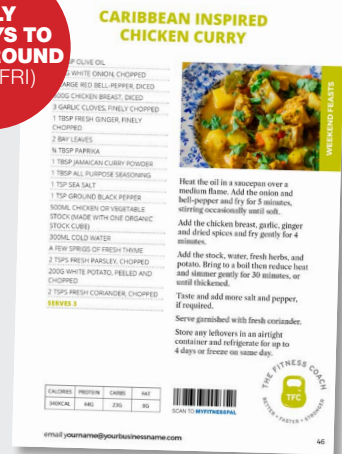 LY
YS TO
ROUND
FRI)
CARIBBEAN INSPIRED
CHICKEN CURRY
OLIVE OIL
WHITE ONION, CHOPPED
LARGE RED BELL-PEPPER, DICED
CHICKEN BREAST, DICED
3 GARLIC CLOVES, FINELY CHOPPED
1 TBSP FRESH GINGER, FINELY
CHOPPED
2 BAY LEAVES
TBSP PAPRIKA
1 TBSP JAMAICAN CURRY POWDER
1 TBSP ALL PURPOSE SEASONING
1 TSP SEA SALT
1 TSP GROUND BLACK PEPPER
500ML CHICKEN OR VEGETABLE
STOCK (MADE WITH ONE ORGANIC
STOCK CUBE)
300ML COLD WATER
A FEW SPRIGS OF FRESH THYME
2 TSPS FRESH PARSLEY, CHOPPED
200G WHITE POTATO, PEELED AND
CHOPPED
2 TSPS FRESH CORIANDER, CHOPPED
SERVES 3
WEEKEND FEASTS
Heat the oil in a saucepan over a
medium flame. Add the onion and
bell-pepper and fry for 5 minutes,
stirring occasionally until soft.
Add the chicken breast, garlic, ginger
and dried spices and fry gently for 4
minutes.
Add the stock, water, fresh herbs, and
potato. Bring to a boil then reduce heat
and simmer gently for 30 minutes, or
until thickened.
Taste and add more salt and pepper,
if required.
Serve garnished with fresh coriander.
Store any leftovers in an airtight
container and refrigerate for up to
4 days or freeze on same day.
CALORIES PROTEIN CARBS FAT
340KCAL 44G 23G 8G
SCAN TO MYFITNESSPAL
THE FITNESS COACH
TFC
BETTER • FASTER • STRONGER
email yourname@yourbusinessname.com
46